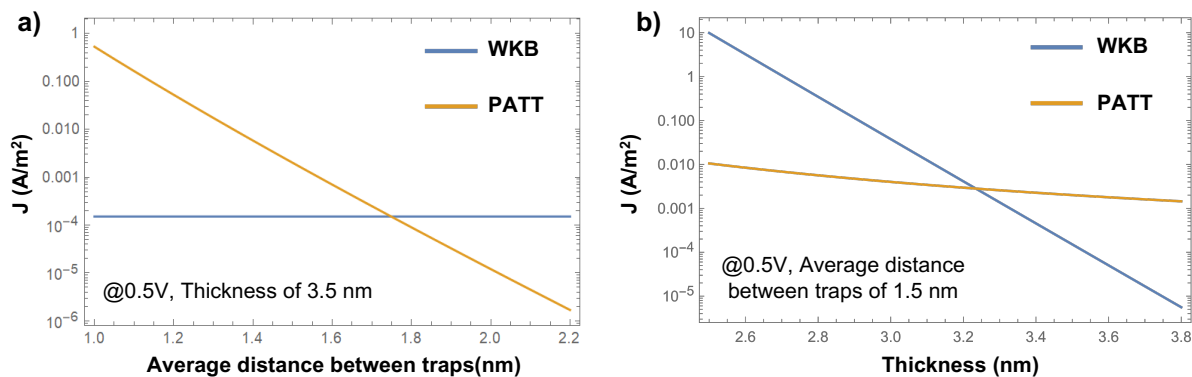 a)
J (A/m²)
1
0.100
0.010
0.001
10⁻⁴
10⁻⁵
10⁻⁶
WKB
PATT
@0.5V, Thickness of 3.5 nm
1.0 1.2 1.4 1.6 1.8 2.0 2.2
Average distance between traps(nm)
b)
J (A/m²)
10
1
0.100
0.010
0.001
10⁻⁴
10⁻⁵
WKB
PATT
@0.5V, Average distance
between traps of 1.5 nm
2.6 2.8 3.0 3.2 3.4 3.6 3.8
Thickness (nm)